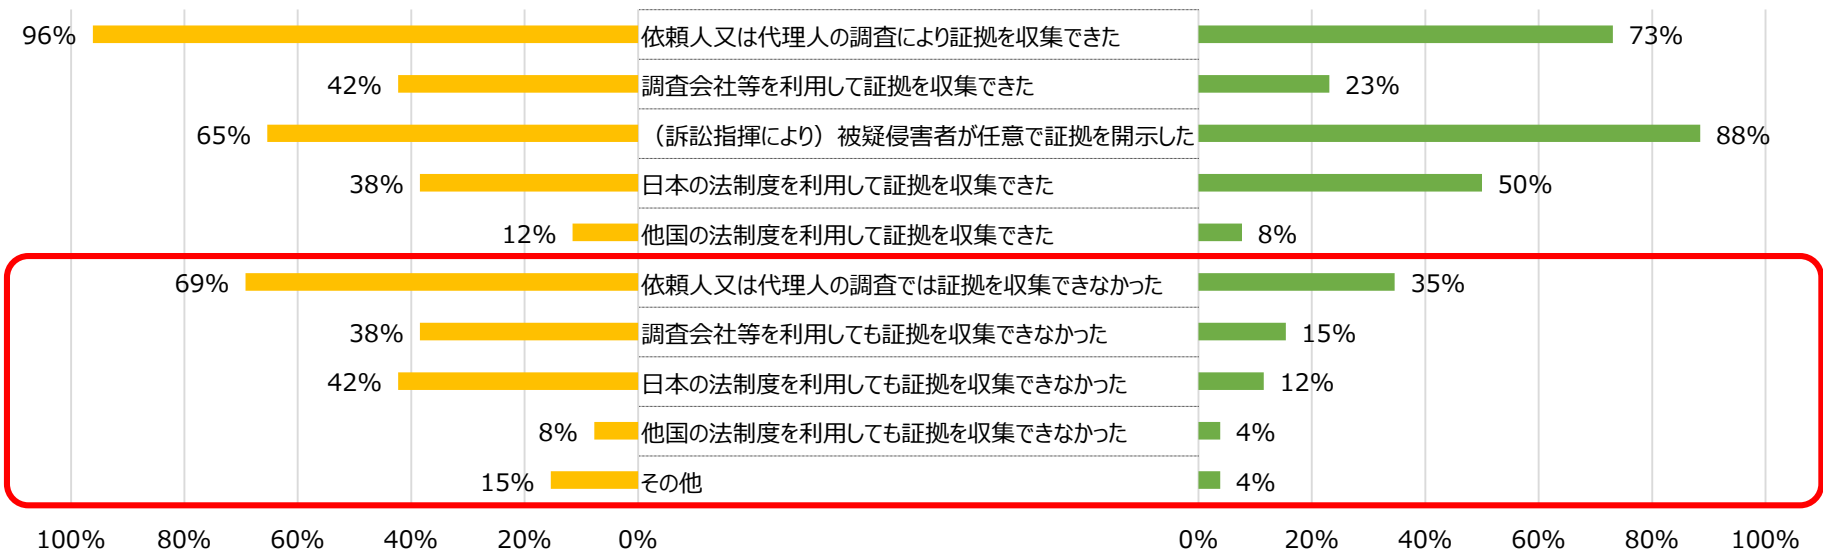 96% 依頼人又は代理人の調査により証拠を収集できた 73%
42% 調査会社等を利用して証拠を収集できた 23%
65% （訴訟指揮により）被疑侵害者が任意で証拠を開示した 88%
38% 日本の法制度を利用して証拠を収集できた 50%
12% 他国の法制度を利用して証拠を収集できた 8%
69% 依頼人又は代理人の調査では証拠を収集できなかった 35%
38% 調査会社等を利用しても証拠を収集できなかった 15%
42% 日本の法制度を利用しても証拠を収集できなかった 12%
8% 他国の法制度を利用しても証拠を収集できなかった 4%
15% その他 4%
100% 80% 60% 40% 20% 0% 0% 20% 40% 60% 80% 100%